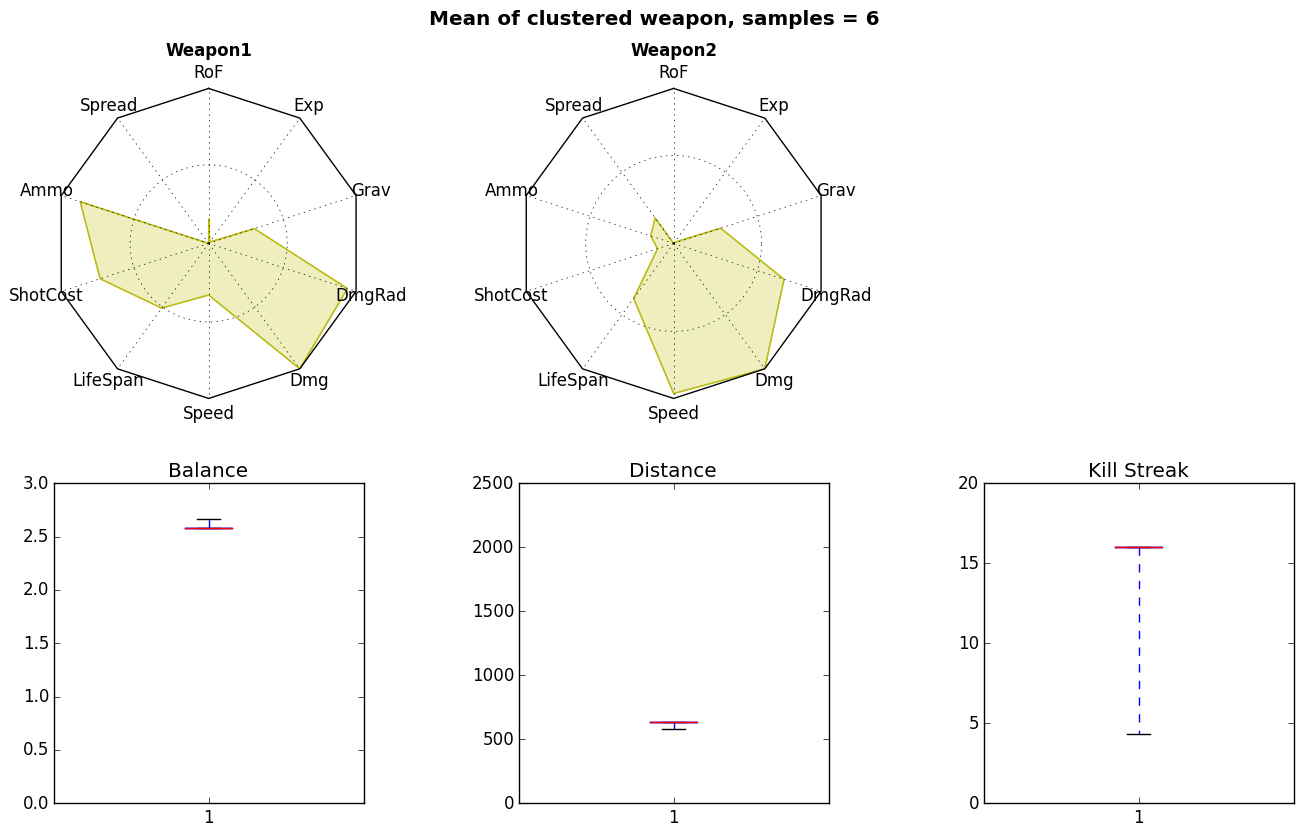 Mean of clustered weapon, samples = 6
Weapon1
RoF
Spread
Exp
Ammo
Grav
ShotCost
DmgRad
LifeSpan
Dmg
Speed
Weapon2
RoF
Spread
Exp
Ammo
Grav
ShotCost
DmgRad
LifeSpan
Dmg
Speed
Balance
3.0
2.5
2.0
1.5
1.0
0.5
0.0
1
Distance
2500
2000
1500
1000
500
0
1
Kill Streak
20
15
10
5
0
1